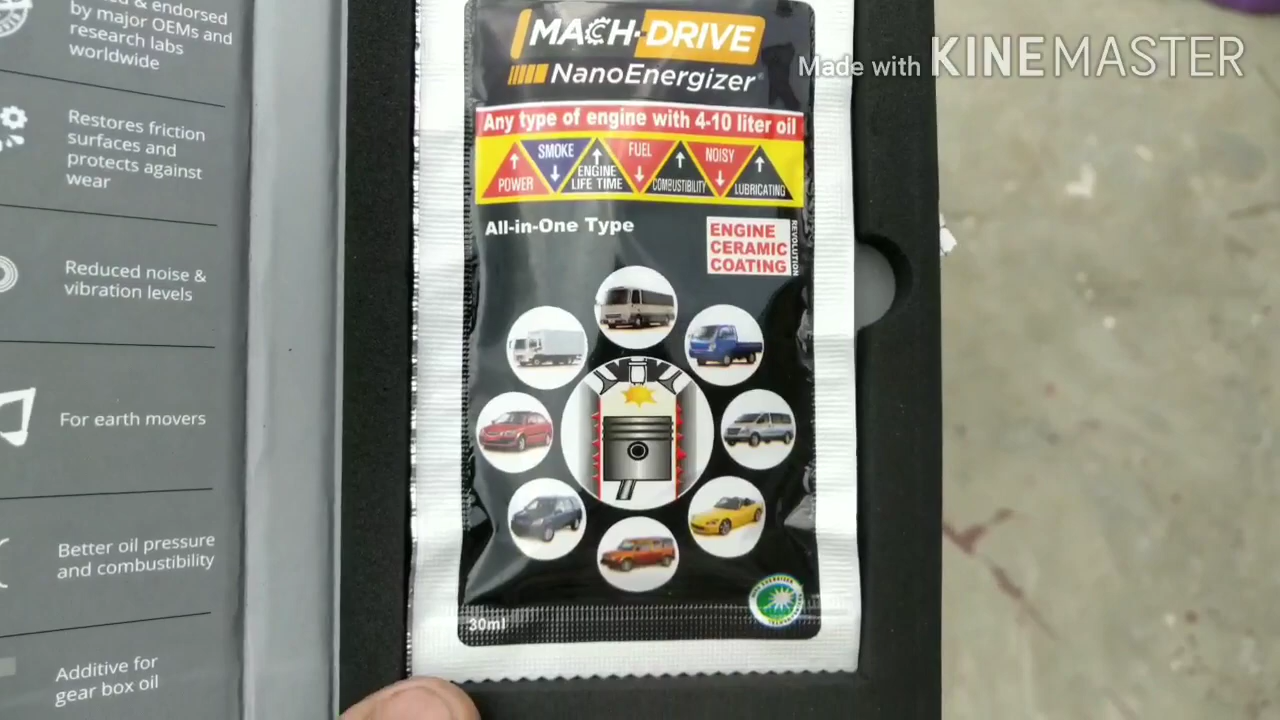 & endorsed
by major OEMs and
research labs
worldwide
Restores friction
surfaces and
protects against
wear
Reduced noise &
vibration levels
For earth movers
Better oil pressure
and combustibility
Additive for
gear box oil
MACH-DRIVE
NanoEnergizer
Any type of engine with 4-10 liter oil
POWER
SMOKE
ENGINE
LIFE TIME
FUEL
COMBUSTIBILITY
NOISY
LUBRICATING
All-in-One Type
ENGINE
CERAMIC
COATING
REVOLUTION
30ml
Made with KINEMASTER